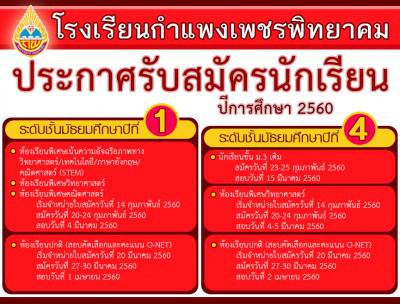 โรงเรียนกำแพงเพชรพิทยาคม
ประกาศรับสมัครนักเรียน
ปีการศึกษา 2560
ระดับชั้นมัธยมศึกษาปีที่ 1
• ห้องเรียนพิเศษเน้นความอัจฉริยภาพทาง
วิทยาศาสตร์/เทคโนโลยี/ภาษาอังกฤษ/
คณิตศาสตร์ (STEM)
• ห้องเรียนพิเศษวิทยาศาสตร์
• ห้องเรียนพิเศษคณิตศาสตร์
เริ่มจำหน่ายใบสมัครวันที่ 14 กุมภาพันธ์ 2560
สมัครวันที่ 20-24 กุมภาพันธ์ 2560
สอบวันที่ 4 มีนาคม 2560
• ห้องเรียนปกติ (สอบคัดเลือกและคะแนน O-NET)
เริ่มจำหน่ายใบสมัครวันที่ 20 มีนาคม 2560
สมัครวันที่ 27-30 มีนาคม 2560
สอบวันที่ 1 เมษายน 2560
ระดับชั้นมัธยมศึกษาปีที่ 4
• นักเรียนชั้น ม.3 เดิม
สมัครวันที่ 23-25 กุมภาพันธ์ 2560
สอบวันที่ 15 มีนาคม 2560
• ห้องเรียนพิเศษวิทยาศาสตร์
เริ่มจำหน่ายใบสมัครวันที่ 14 กุมภาพันธ์ 2560
สมัครวันที่ 20-24 กุมภาพันธ์ 2560
สอบวันที่ 4-5 มีนาคม 2560
• ห้องเรียนปกติ (สอบคัดเลือกและคะแนน O-NET)
เริ่มจำหน่ายใบสมัครวันที่ 20 มีนาคม 2560
สมัครวันที่ 27-30 มีนาคม 2560
สอบวันที่ 2 เมษายน 2560